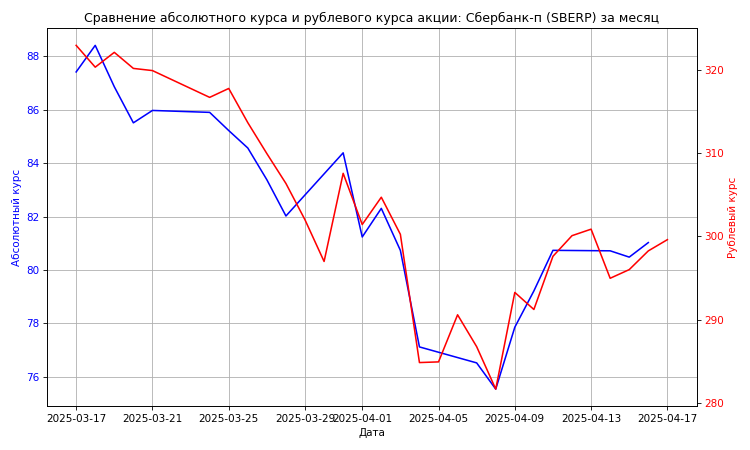 Сравнение абсолютного курса и рублевого курса акции: Сбербанк-п (SBERP) за месяц
88
86
84
82
80
78
76
Абсолютный курс
320
310
300
290
280
Рублевый курс
2025-03-17 2025-03-21 2025-03-25 2025-03-29 2025-04-01 2025-04-05 2025-04-09 2025-04-13 2025-04-17
Дата